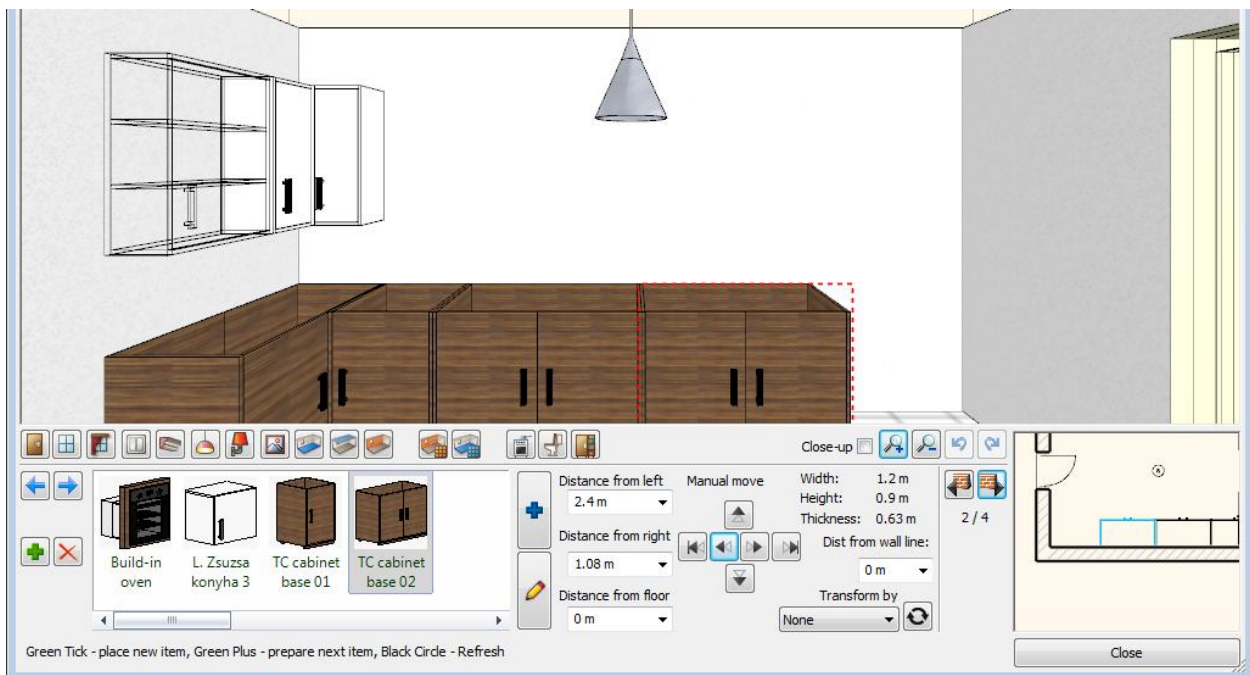 Close-up
Build-in
oven
L. Zsuzsa
konyha 3
TC cabinet
base 01
TC cabinet
base 02
Distance from left
2.4 m
Distance from right
1.08 m
Distance from floor
0 m
Manual move
Width: 1.2 m
Height: 0.9 m
Thickness: 0.63 m
Dist from wall line:
0 m
Transform by
None
2 / 4
Green Tick - place new item, Green Plus - prepare next item, Black Circle - Refresh
Close